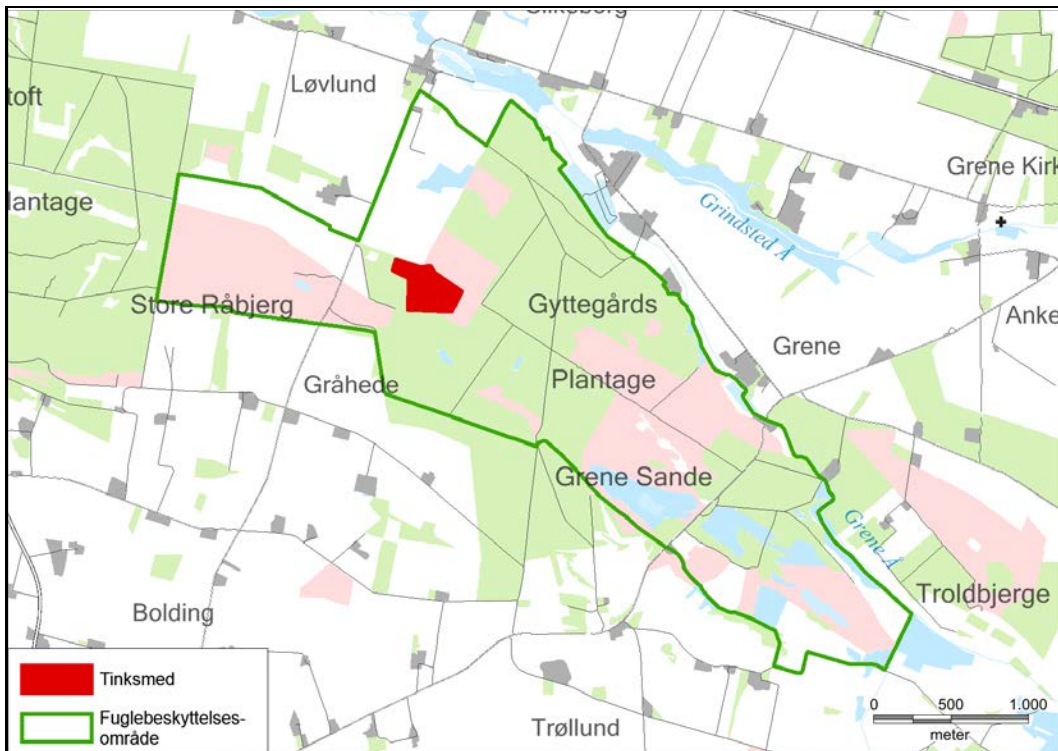 Løvlund
toft
Grene Kirk
lantage
Grindsted Å
Store Råbjerg
Gyttegårds
Anke
Grene
Gråhede
Plantage
Grene Sande
Grene Å
Troldbjerge
Bolding
Tinksmed
Fuglebeskyttelses-
område
Trøllund
0 500 1.000
meter